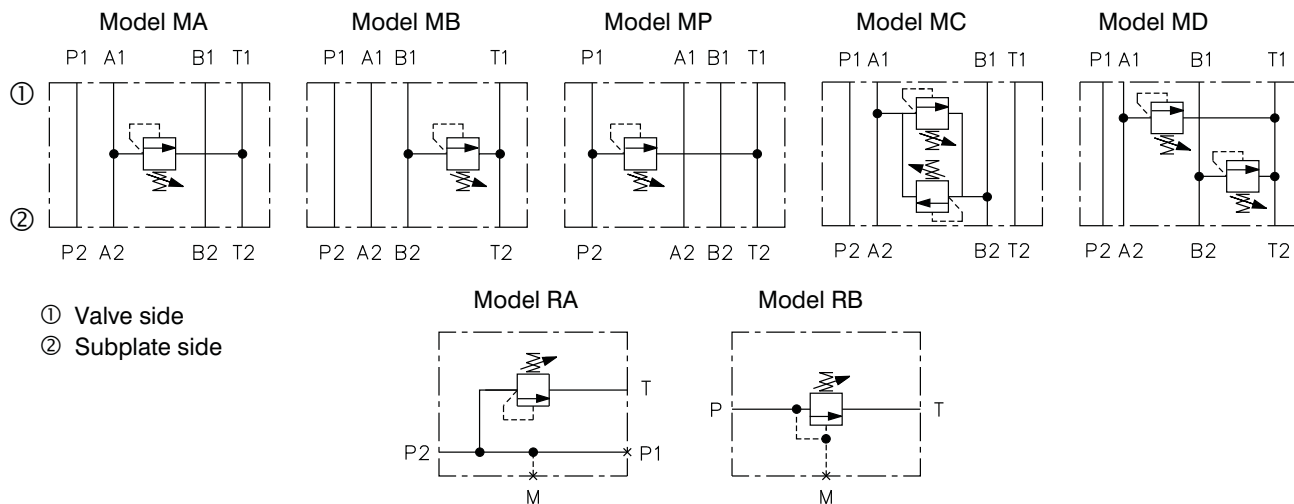 Model MA Model MB Model MP Model MC Model MD
P1 A1 B1 T1 P1 A1 B1 T1 P1 A1 B1 T1 P1 A1 B1 T1 P1 A1 B1 T1
①
②
P2 A2 B2 T2 P2 A2 B2 T2 P2 A2 B2 T2 P2 A2 B2 T2 P2 A2 B2 T2
Model RA Model RB
① Valve side
② Subplate side
T
P T
P2 P1
M M